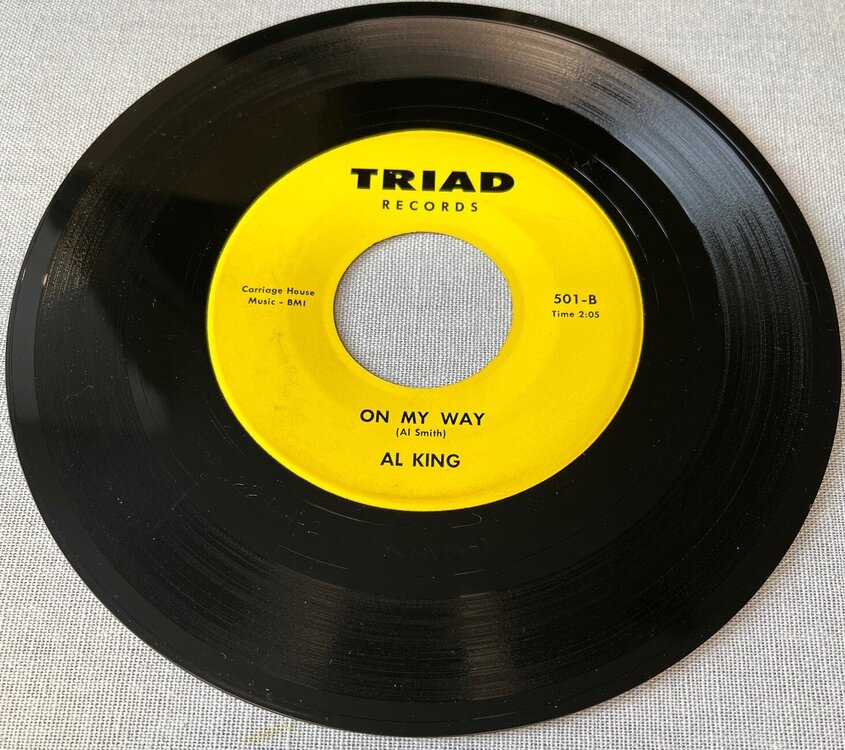 TRIAD
RECORDS
Carriage House
Music - BMI
501-B
Time 2:05
ON MY WAY
(Al Smith)
AL KING